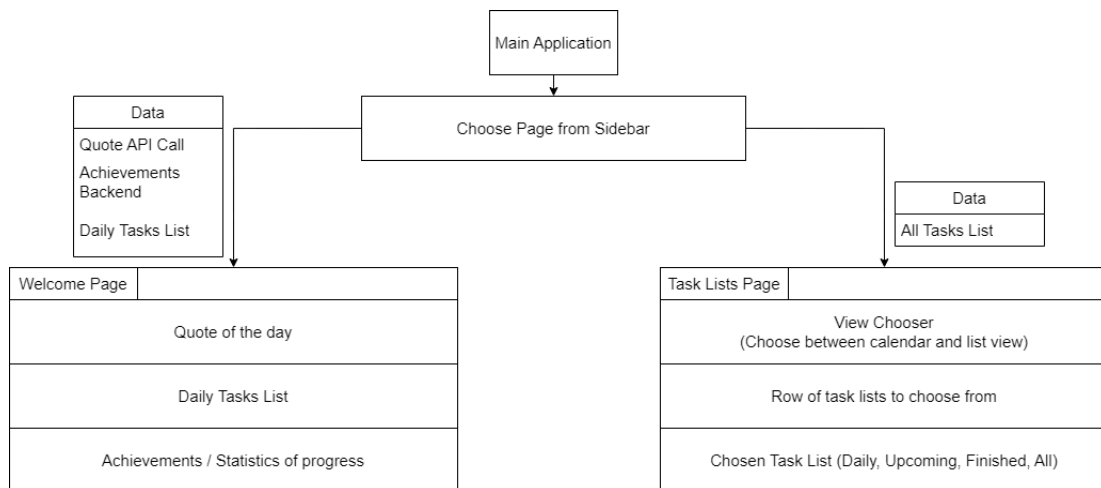 Main Application
Choose Page from Sidebar
Data
Quote API Call
Achievements
Backend
Daily Tasks List
Data
All Tasks List
Welcome Page
Quote of the day
Daily Tasks List
Achievements / Statistics of progress
Task Lists Page
View Chooser
(Choose between calendar and list view)
Row of task lists to choose from
Chosen Task List (Daily, Upcoming, Finished, All)